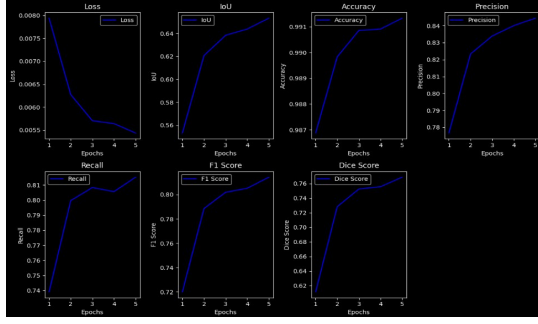 Loss
Loss
0.0080
0.0075
0.0070
0.0065
0.0060
0.0055
Loss
1 2 3 4 5
Epochs
IoU
IoU
0.64
0.62
0.60
0.58
0.56
IoU
1 2 3 4 5
Epochs
Accuracy
Accuracy
0.991
0.990
0.989
0.988
0.987
Accuracy
1 2 3 4 5
Epochs
Precision
Precision
0.84
0.83
0.82
0.81
0.80
0.79
0.78
Precision
1 2 3 4 5
Epochs
Recall
Recall
0.81
0.80
0.79
0.78
0.77
0.76
0.75
0.74
Recall
1 2 3 4 5
Epochs
F1 Score
F1 Score
0.80
0.78
0.76
0.74
0.72
F1 Score
1 2 3 4 5
Epochs
Dice Score
Dice Score
0.76
0.74
0.72
0.70
0.68
0.66
0.64
0.62
Dice Score
1 2 3 4 5
Epochs